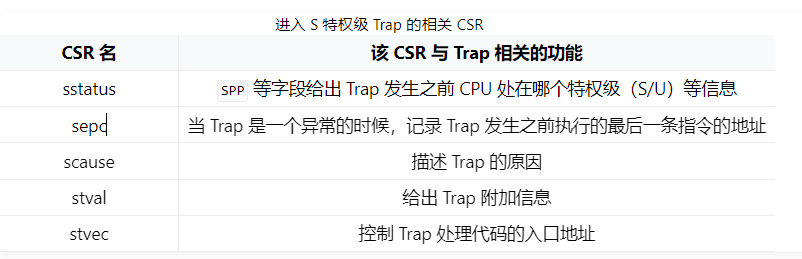 进入 S 特权级 Trap 的相关 CSR
CSR 名 该 CSR 与 Trap 相关的功能
sstatus SPP 等字段给出 Trap 发生之前 CPU 处在哪个特权级（S/U）等信息
sepc 当 Trap 是一个异常的时候，记录 Trap 发生之前执行的最后一条指令的地址
scause 描述 Trap 的原因
stval 给出 Trap 附加信息
stvec 控制 Trap 处理代码的入口地址